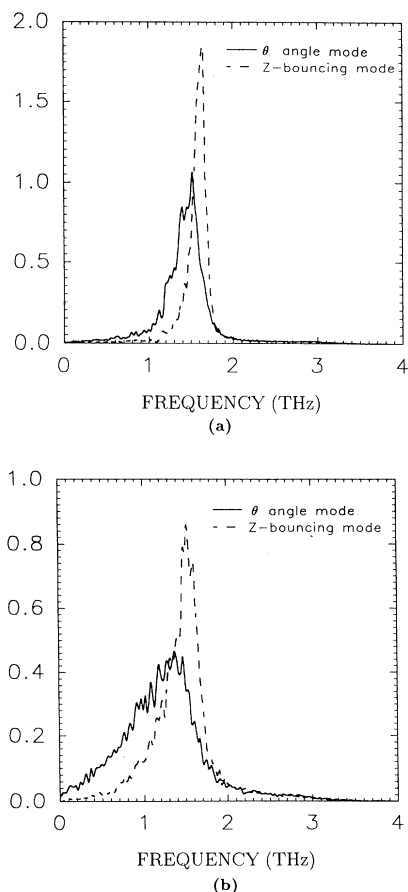 2.0
θ angle mode
Z-bouncing mode
1.5
1.0
0.5
0.0
0 1 2 3 4
FREQUENCY (THz)
(a)
1.0
θ angle mode
Z-bouncing mode
0.8
0.6
0.4
0.2
0.0
0 1 2 3 4
FREQUENCY (THz)
(b)